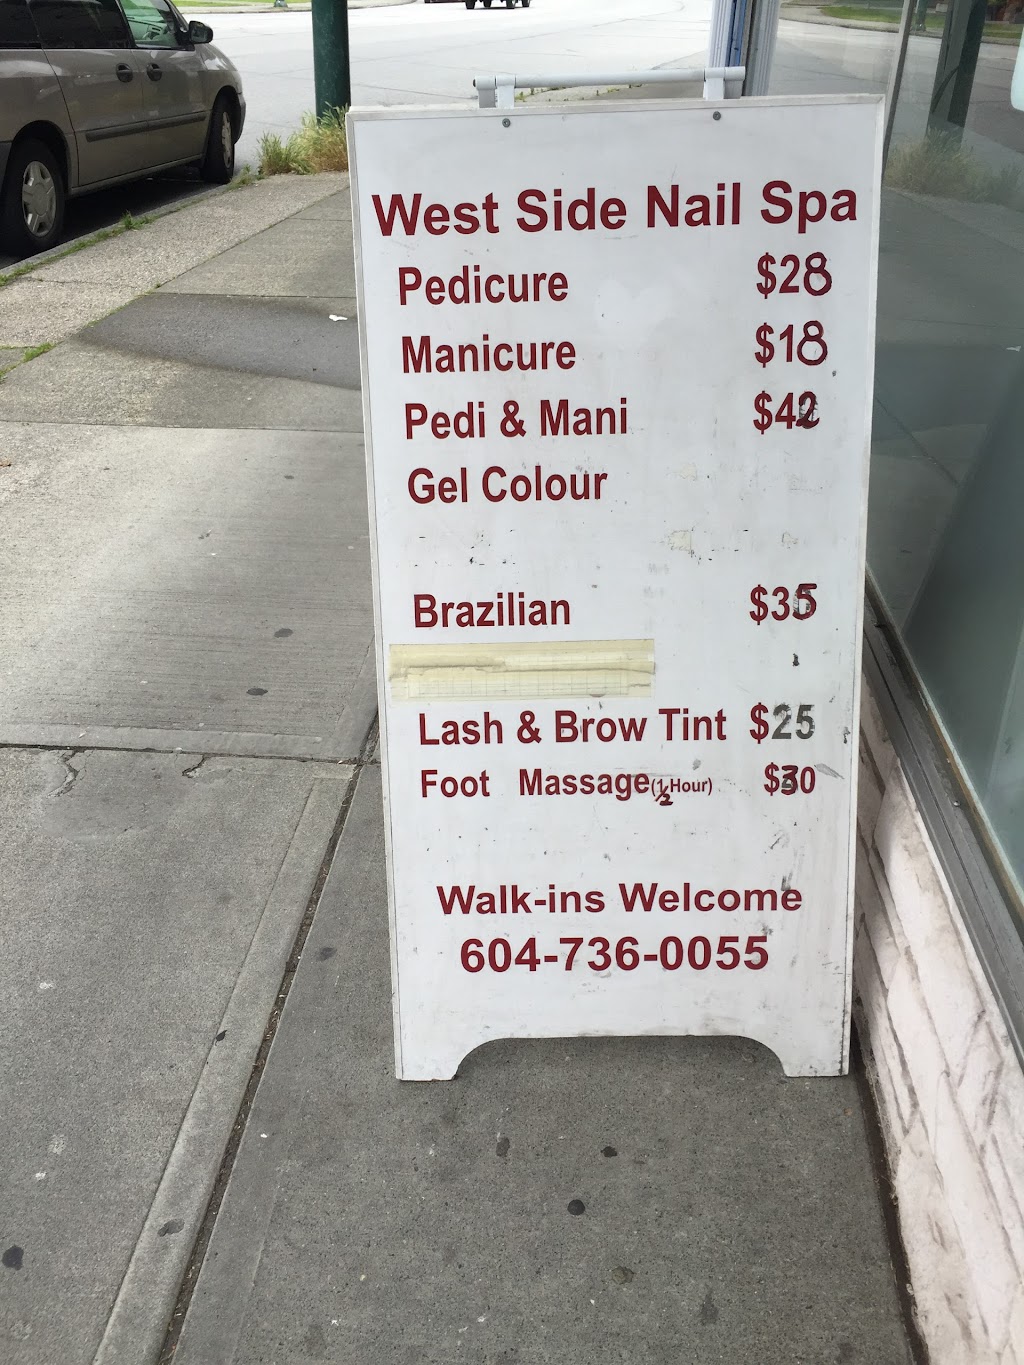 West Side Nail Spa
Pedicure $28
Manicure $18
Pedi & Mani $42
Gel Colour
Brazilian $35
Lash & Brow Tint $25
Foot Massage(1/2 Hour) $30
Walk-ins Welcome
604-736-0055